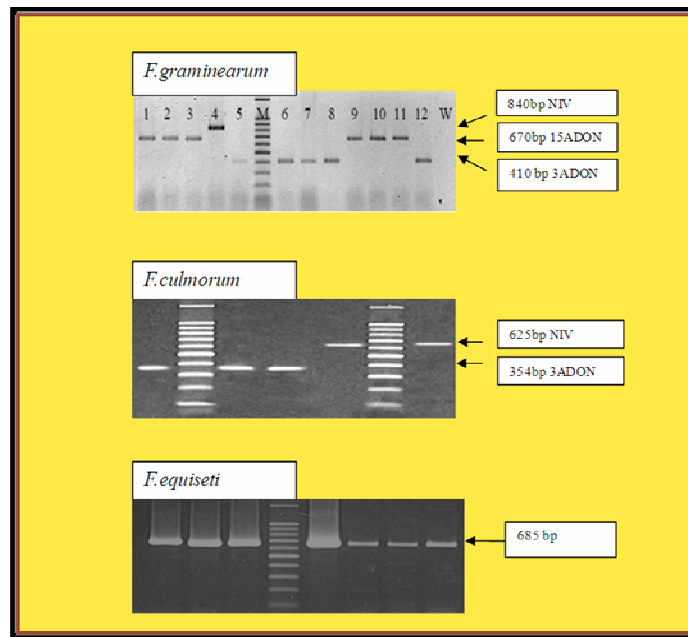 F.graminearum
1 2 3 4 5 M 6 7 8 9 10 11 12 W
840bp NIV
670bp 15ADON
410 bp 3ADON
F.culmorum
625bp NIV
354bp 3ADON
F.equiseti
685 bp